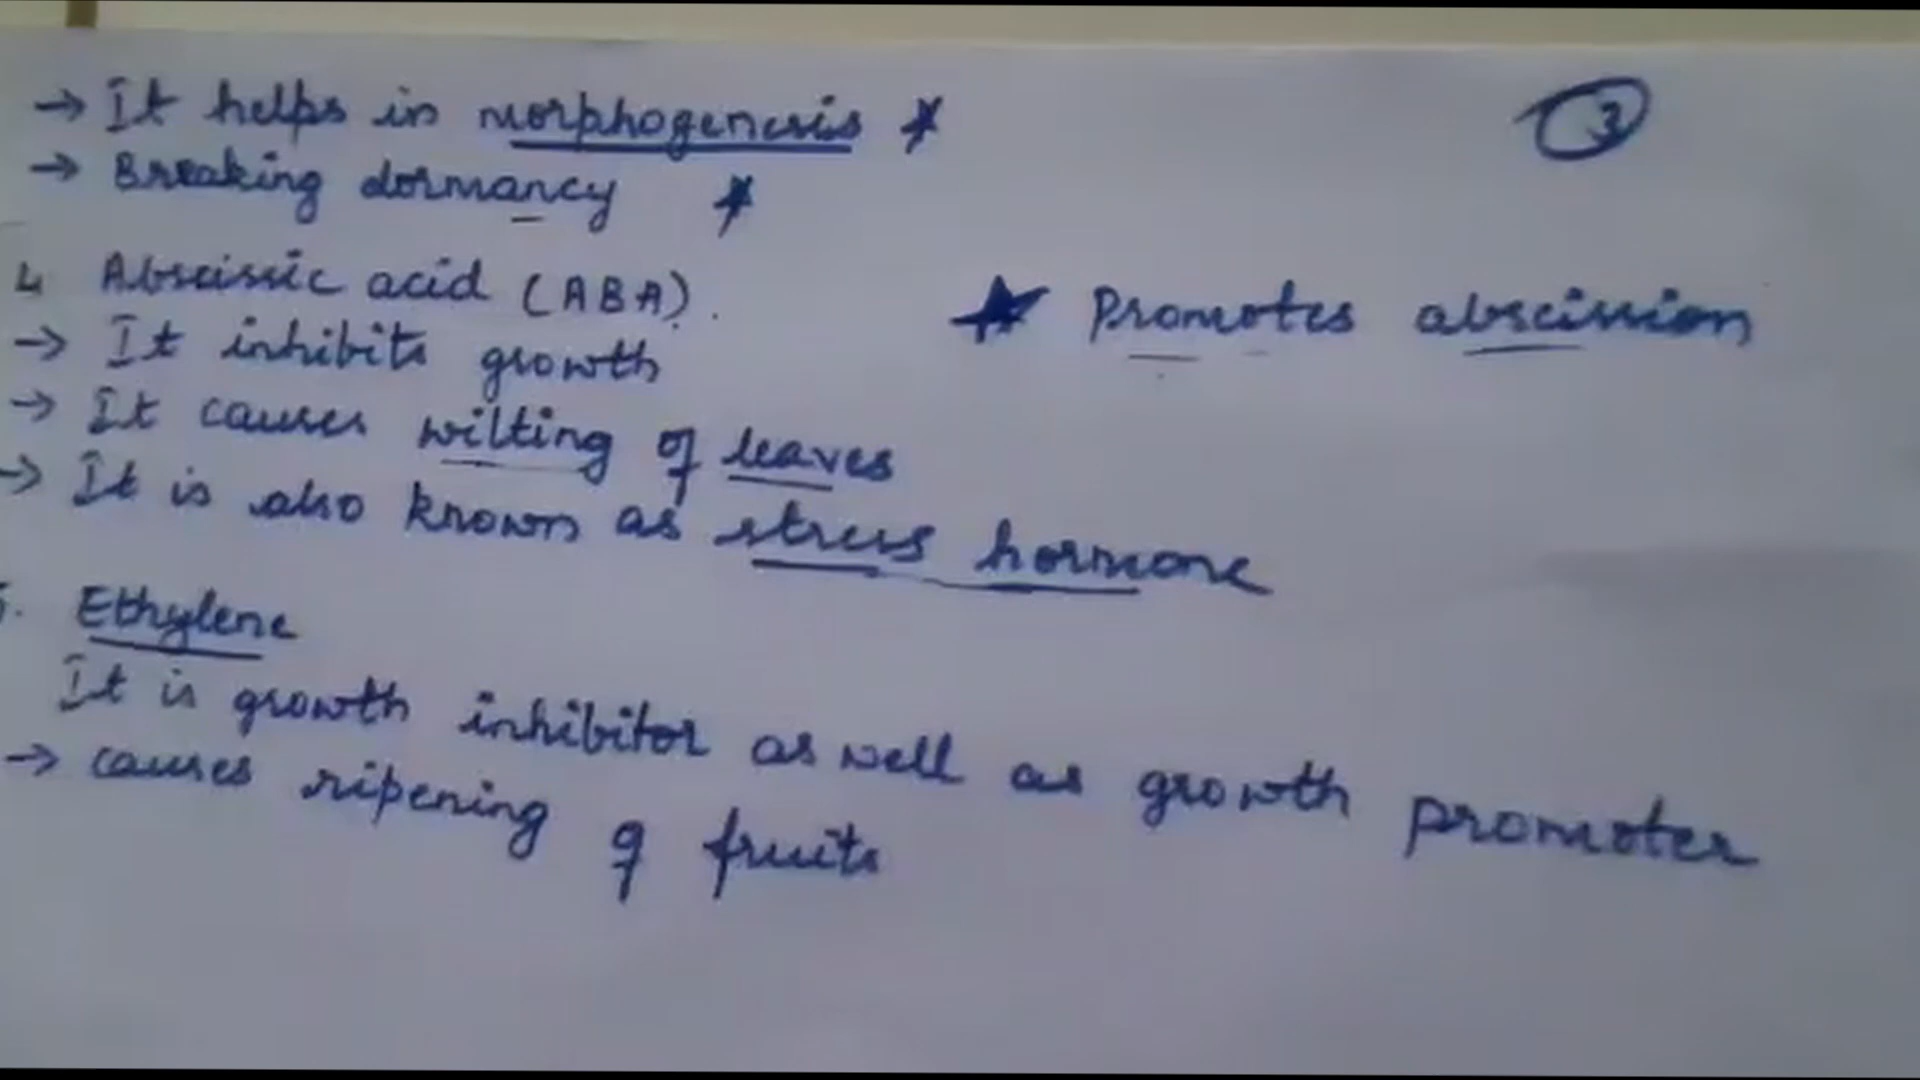 → It helps in morphogenesis ★
③
→ Breaking dormancy ★
4 Abscissic acid (ABA).
★ Promotes abscission
→ It inhibits growth
→ It causes wilting of leaves
→ It is also known as stress hormone
5. Ethylene
It is growth inhibitor as well as growth promoter
→ causes ripening of fruits